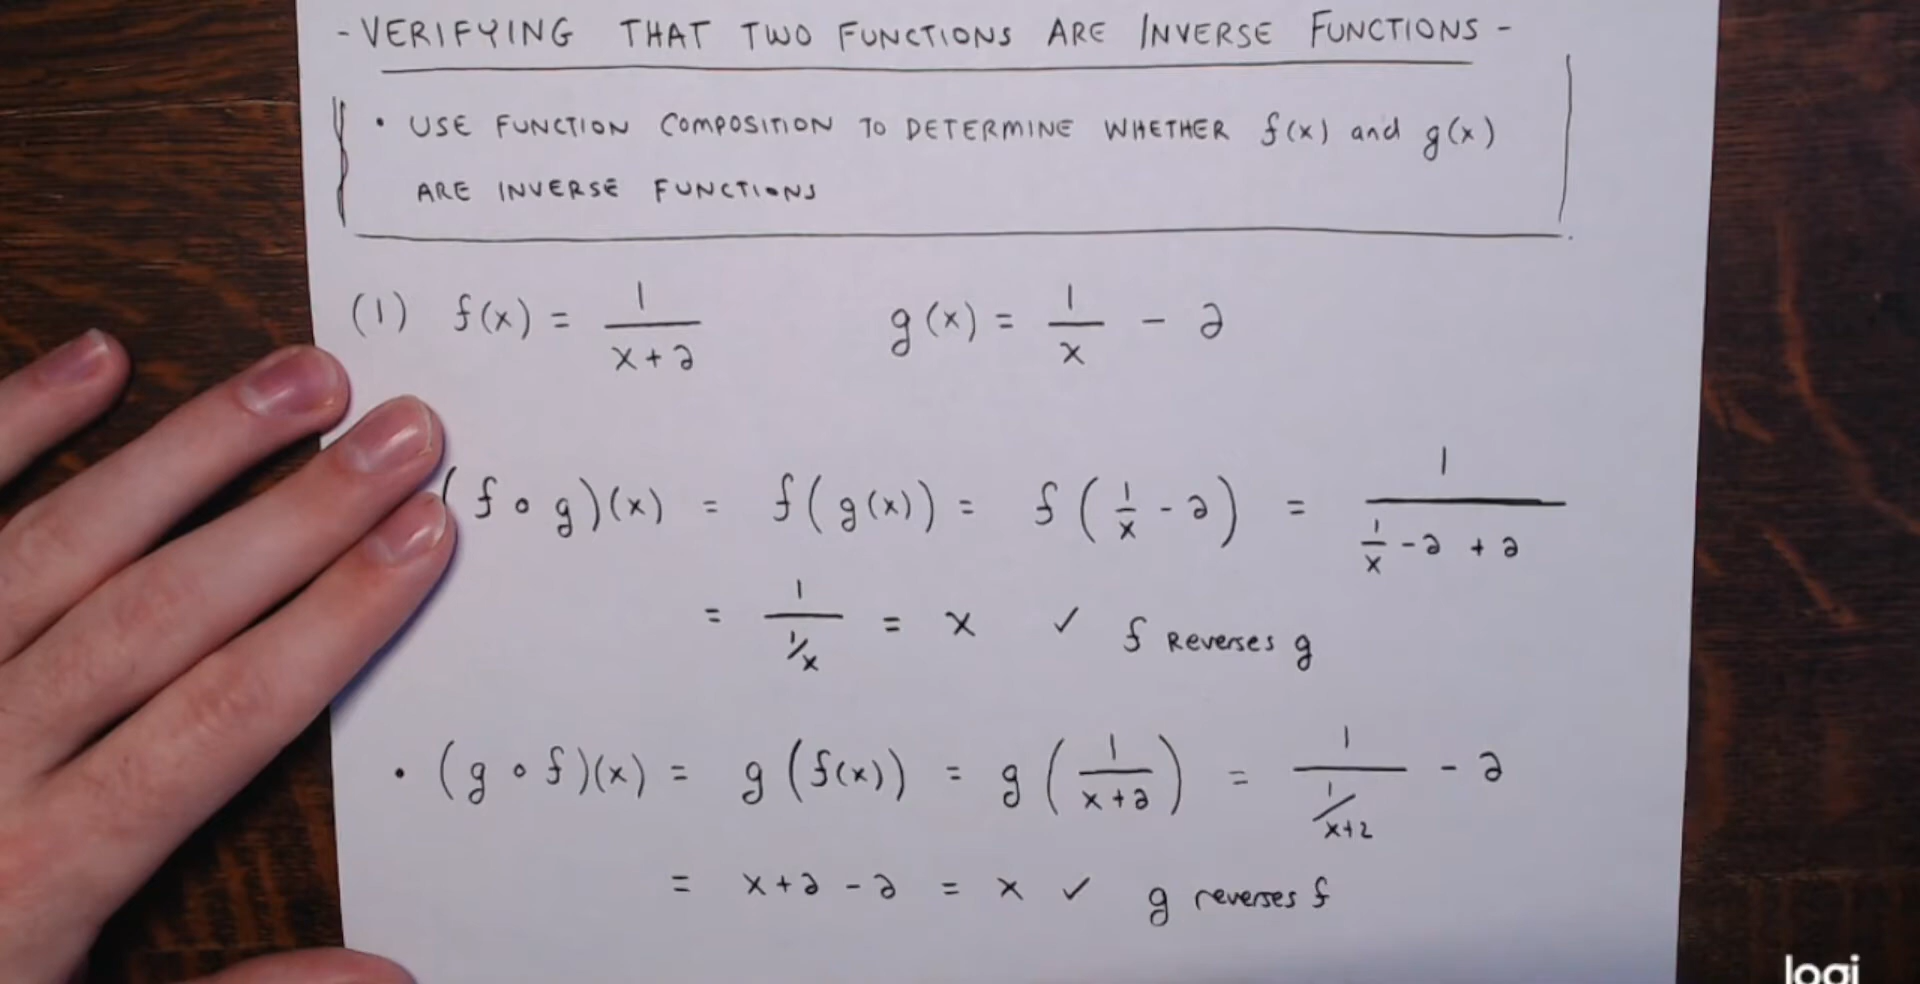 - VERIFYING THAT TWO FUNCTIONS ARE INVERSE FUNCTIONS -
• USE FUNCTION COMPOSITION TO DETERMINE WHETHER f(x) and g(x)
ARE INVERSE FUNCTIONS
(1) f(x) = 1/(x+2) g(x) = 1/x - 2
(f∘g)(x) = f(g(x)) = f(1/x - 2) = 1/(1/x - 2 + 2)
= 1/(1/x) = x ✓ f Reverses g
• (g∘f)(x) = g(f(x)) = g(1/(x+2)) = 1/(1/(x+2)) - 2
= x+2-2 = x ✓ g reverses f
logi